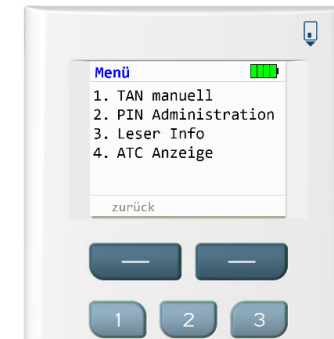 Menü
1. TAN manuell
2. PIN Administration
3. Leser Info
4. ATC Anzeige
zurück
1 2 3